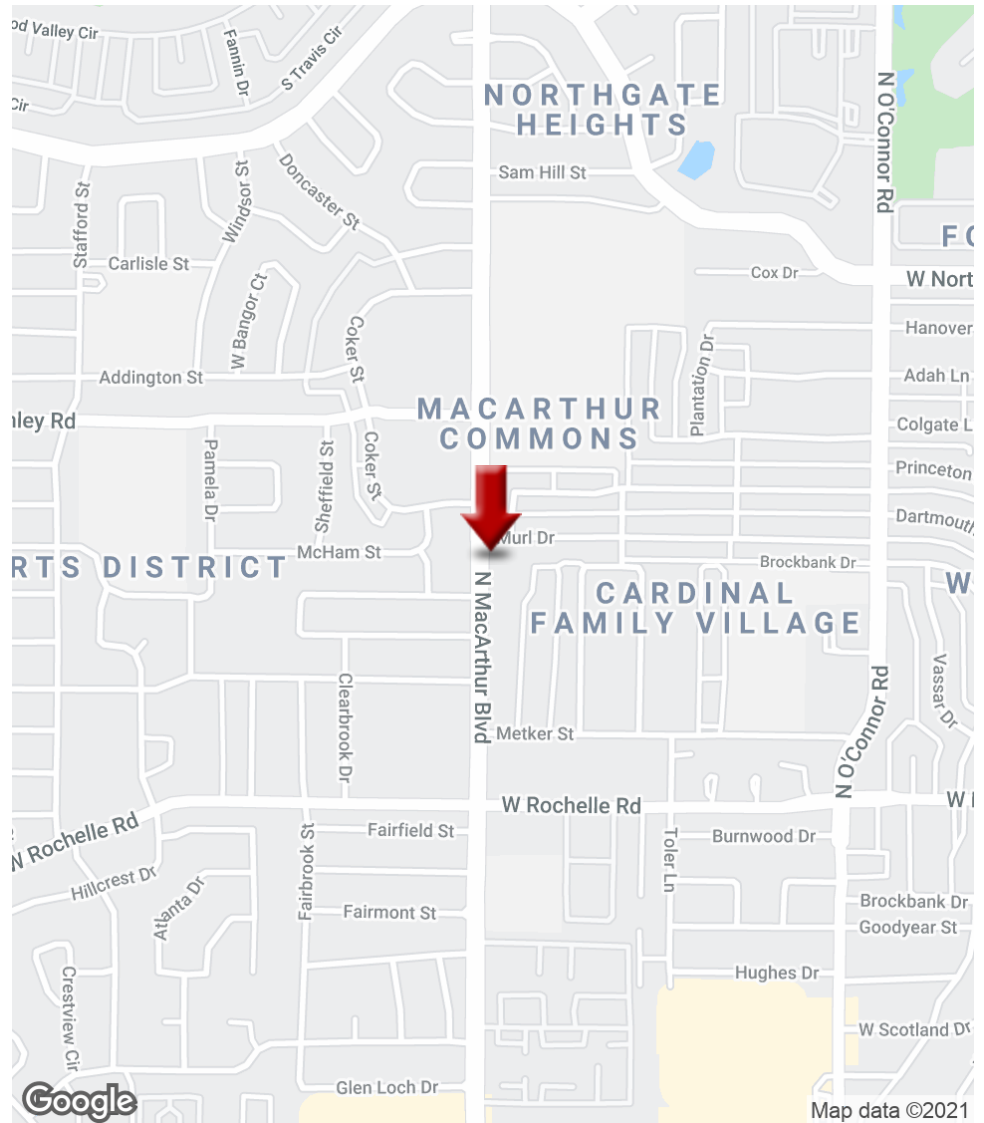 od Valley Cir
Fannin Dr
S Travis Cir
Cir
NORTHGATE
HEIGHTS
N O'Connor Rd
Sam Hill St
Doncaster St
Windsor St
Stafford St
Carlisle St
FO
W Bangor Ct
Cox Dr
W Nort
Coker St
Hanover
Plantation Dr
Addington St
Adah Ln
nley Rd
MACARTHUR
COMMONS
Colgate L
Pamela Dr
Sheffield St
Coker St
Princeton
Dartmouth
Murl Dr
McHam St
Brockbank Dr
RTS DISTRICT
N MacArthur Blvd
CARDINAL
FAMILY VILLAGE
W
Vassar Dr
Clearbrook Dr
N O'Connor Rd
Metker St
W Rochelle Rd
W
W Rochelle Rd
Fairfield St
Fairbrook St
Toler Ln
Burnwood Dr
Hillcrest Dr
Atlanta Dr
Fairmont St
Brockbank Dr
Goodyear St
Crestview Cir
Hughes Dr
W Scotland Dr
Glen Loch Dr
Google
Map data ©2021